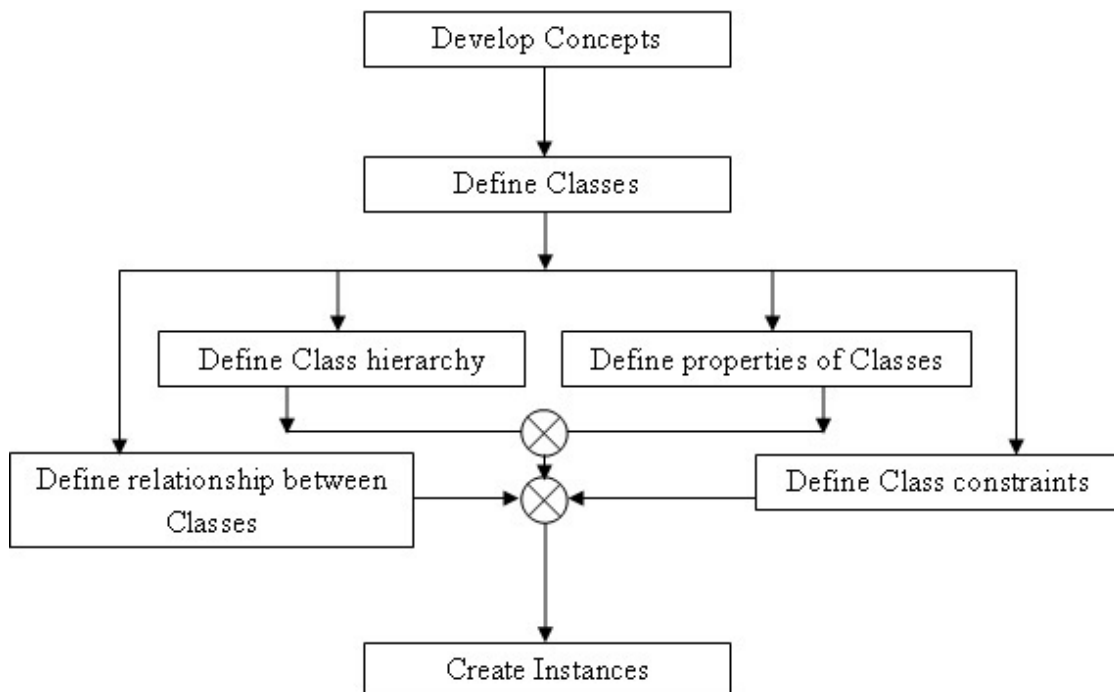 Develop Concepts
Define Classes
Define Class hierarchy
Define properties of Classes
Define relationship between
Classes
Define Class constraints
Create Instances